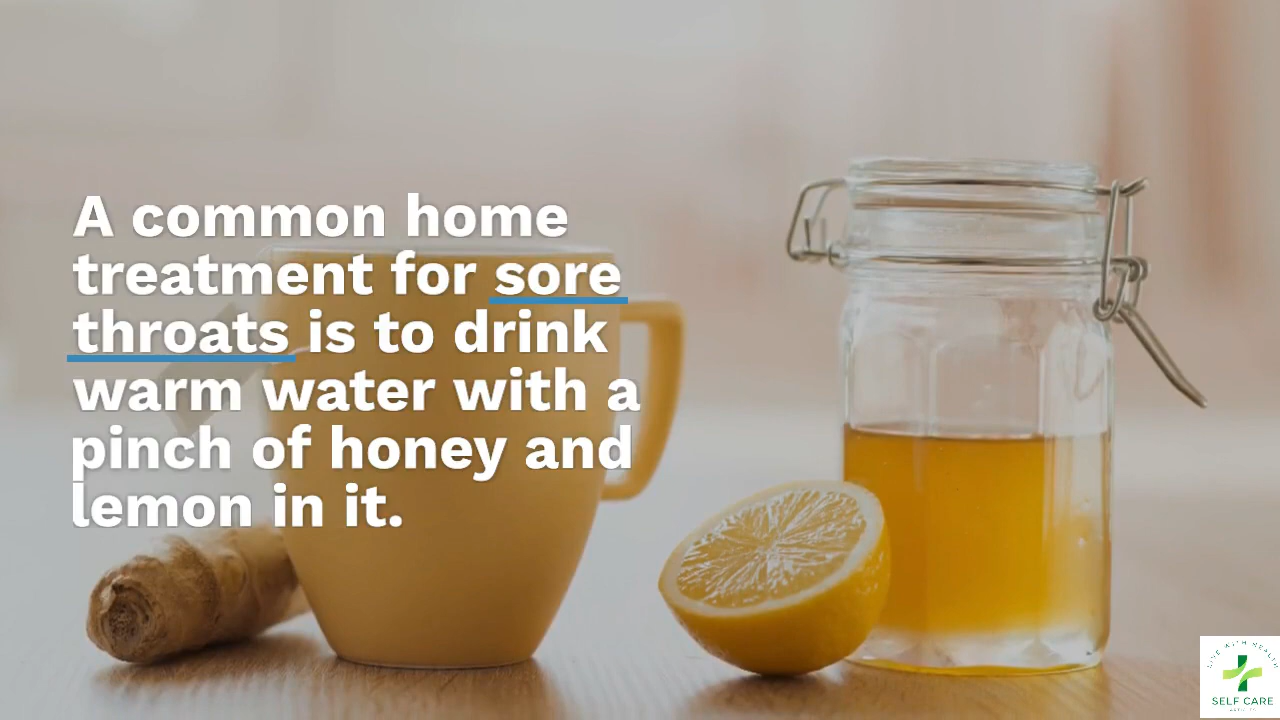 A common home
treatment for sore
throats is to drink
warm water with a
pinch of honey and
lemon in it.
SELF CARE